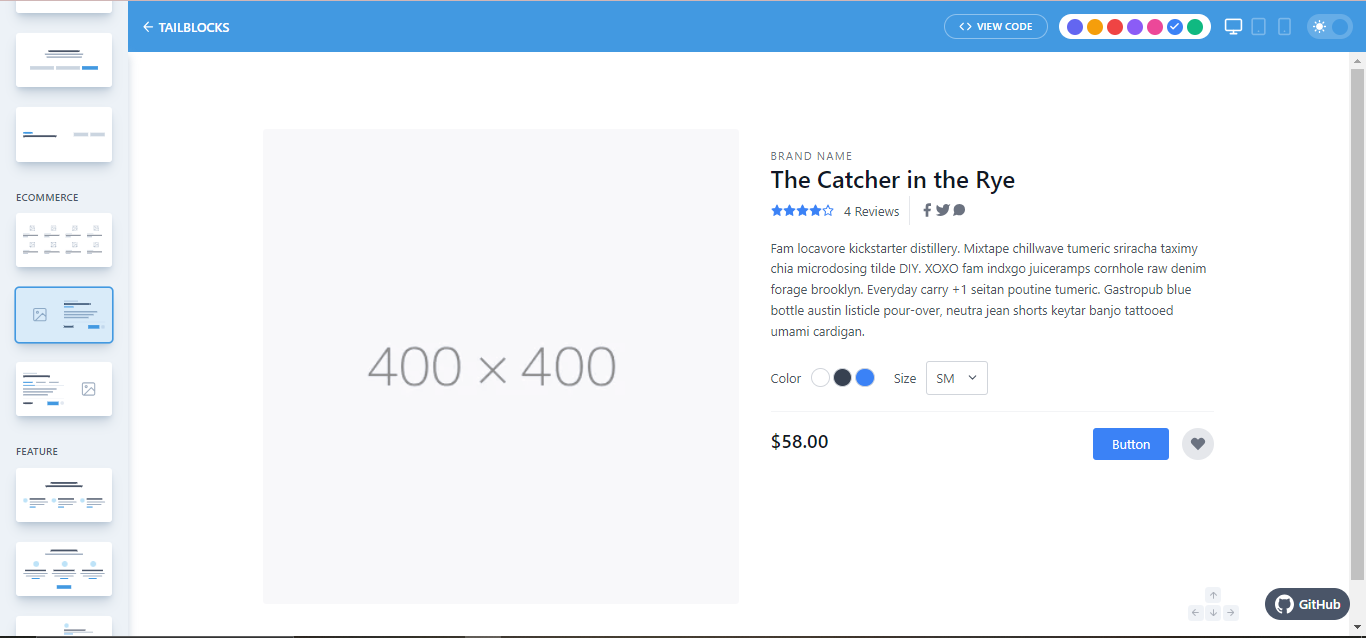 TAILBLOCKS
VIEW CODE
ECOMMERCE
FEATURE
400 × 400
BRAND NAME
The Catcher in the Rye
4 Reviews
Fam locavore kickstarter distillery. Mixtape chillwave tumeric sriracha taximy
chia microdosing tilde DIY. XOXO fam indxgo juiceramps cornhole raw denim
forage brooklyn. Everyday carry +1 seitan poutine tumeric. Gastropub blue
bottle austin listicle pour-over, neutra jean shorts keytar banjo tattooed
umami cardigan.
Color
Size
SM
$58.00
Button
GitHub